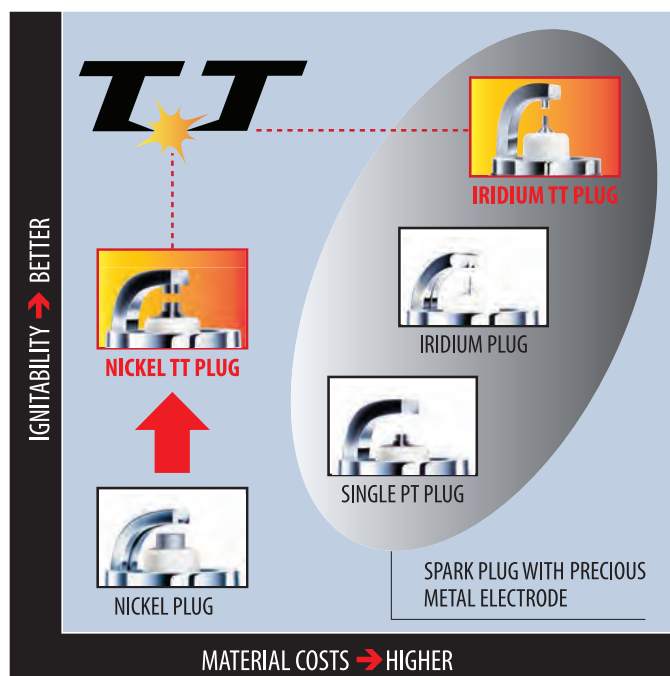 TT
IRIDIUM TT PLUG
IRIDIUM PLUG
NICKEL TT PLUG
SINGLE PT PLUG
NICKEL PLUG
SPARK PLUG WITH PRECIOUS
METAL ELECTRODE
IGNITABILITY → BETTER
MATERIAL COSTS → HIGHER